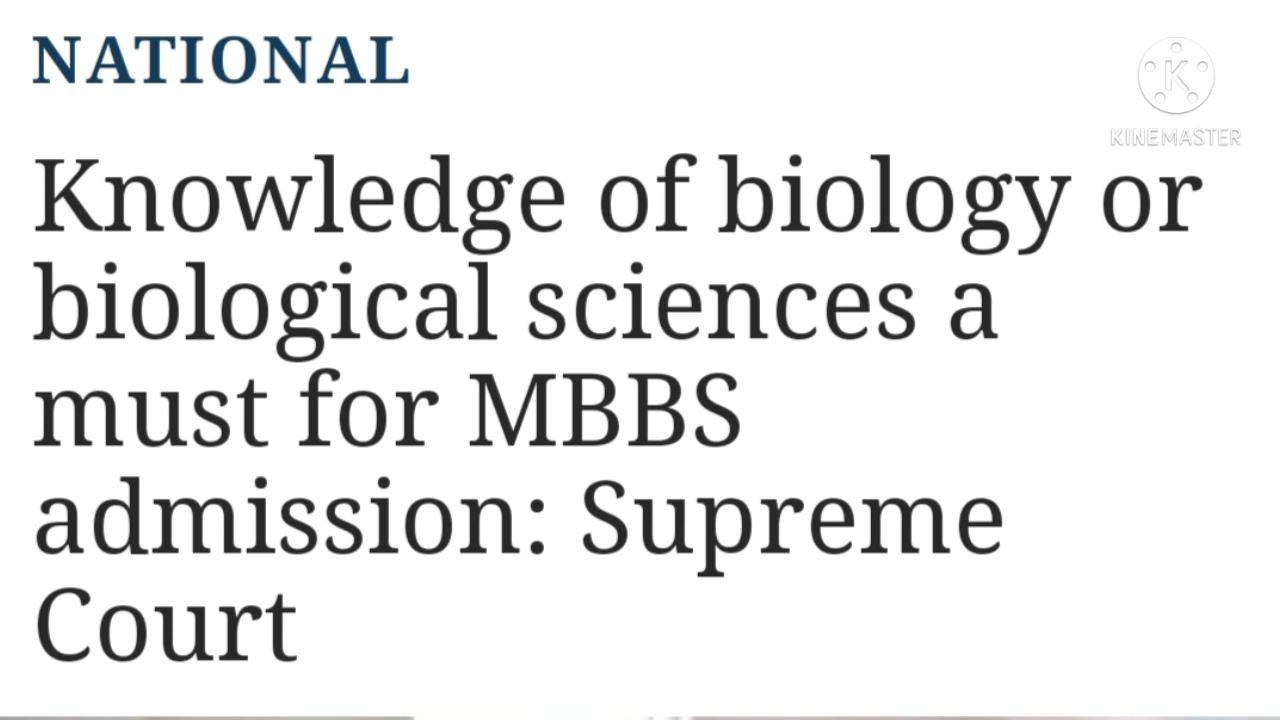 NATIONAL
K
KINEMASTER
Knowledge of biology or
biological sciences a
must for MBBS
admission: Supreme
Court